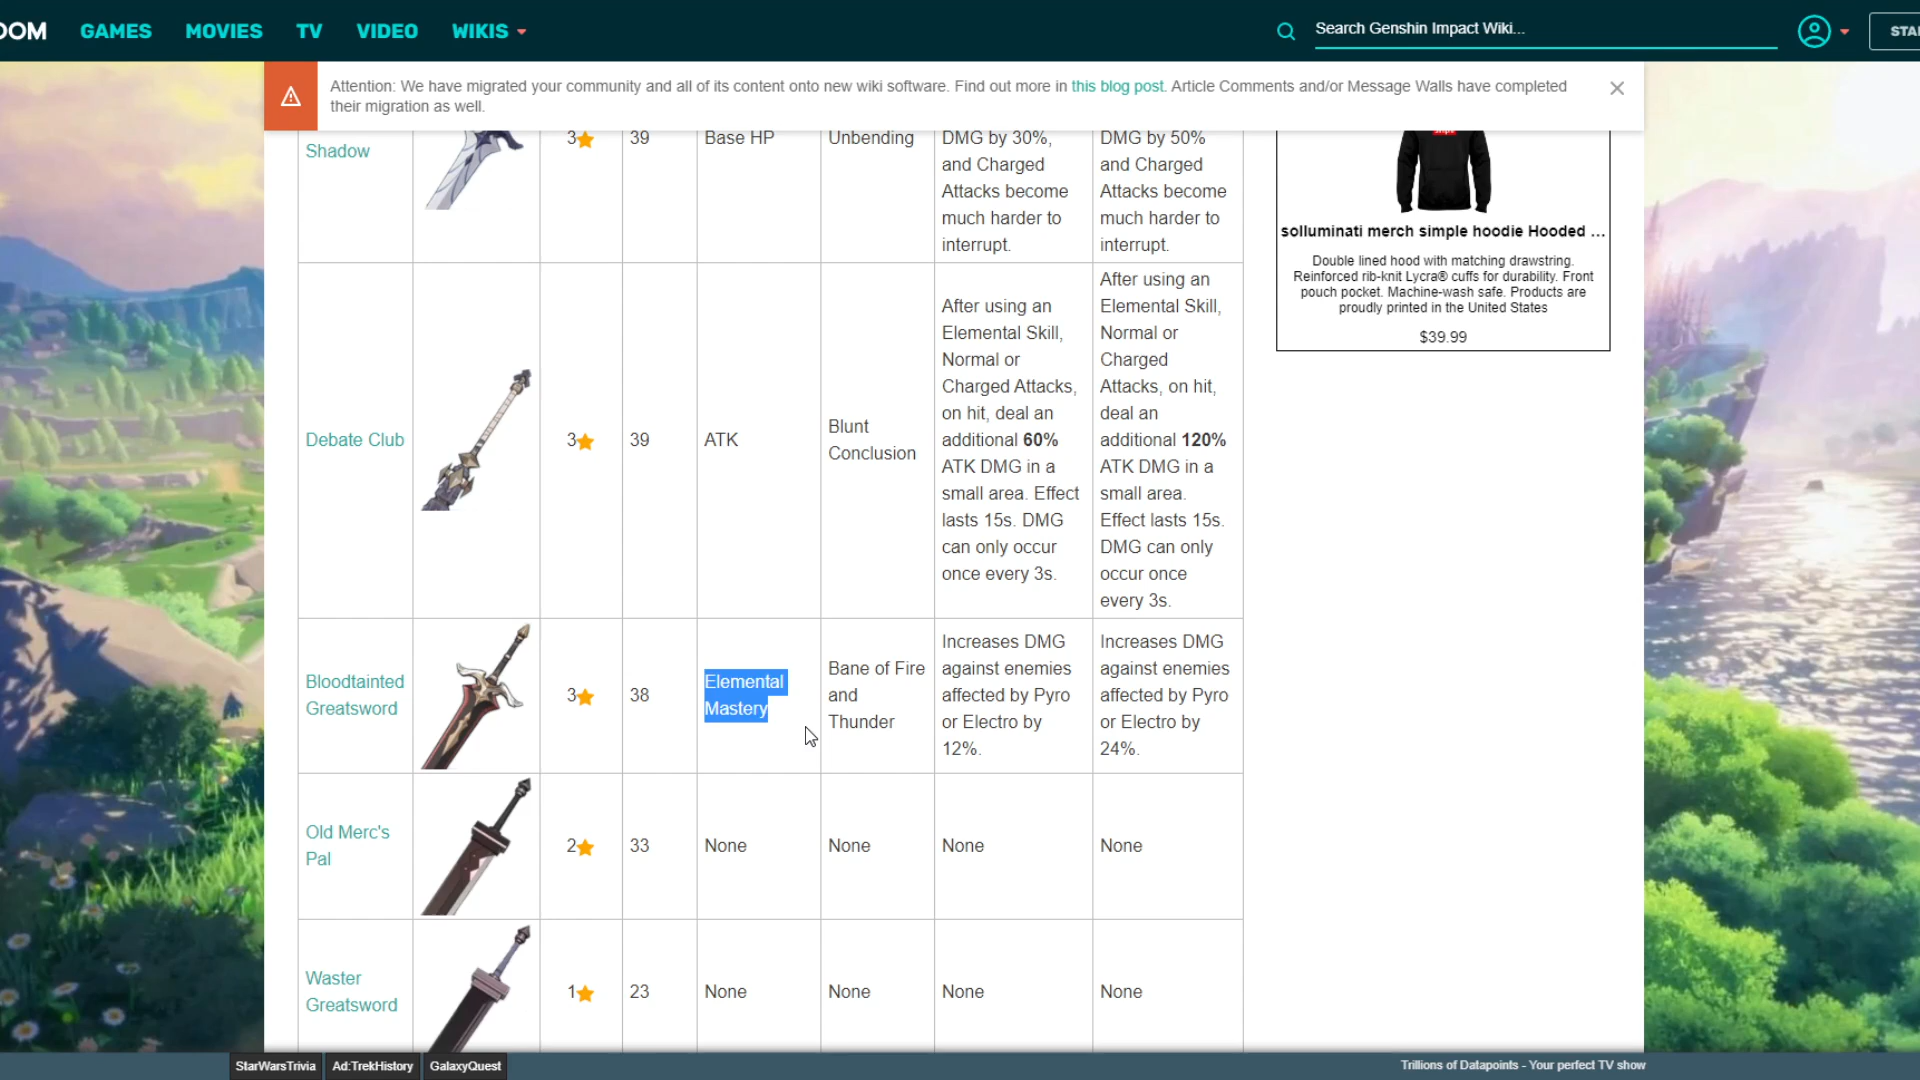 OOM GAMES MOVIES TV VIDEO WIKIS Search Genshin Impact Wiki... STA
Attention: We have migrated your community and all of its content onto new wiki software. Find out more in this blog post. Article Comments and/or Message Walls have completed
their migration as well.
Shadow
3
39
Base HP
Unbending
DMG by 30%,
and Charged
Attacks become
much harder to
interrupt.
DMG by 50%
and Charged
Attacks become
much harder to
interrupt.
Debate Club
3
39
ATK
Blunt
Conclusion
After using an
Elemental Skill,
Normal or
Charged Attacks,
on hit, deal an
additional 60%
ATK DMG in a
small area. Effect
lasts 15s. DMG
can only occur
once every 3s.
After using an
Elemental Skill,
Normal or
Charged
Attacks, on hit,
deal an
additional 120%
ATK DMG in a
small area.
Effect lasts 15s.
DMG can only
occur once
every 3s.
Bloodtainted
Greatsword
3
38
Elemental
Mastery
Bane of Fire
and
Thunder
Increases DMG
against enemies
affected by Pyro
or Electro by
12%.
Increases DMG
against enemies
affected by Pyro
or Electro by
24%.
Old Merc's
Pal
2
33
None
None
None
None
Waster
Greatsword
1
23
None
None
None
None
solluminati merch simple hoodie Hooded ...
Double lined hood with matching drawstring.
Reinforced rib-knit Lycra® cuffs for durability. Front
pouch pocket. Machine-wash safe. Products are
proudly printed in the United States
$39.99
StarWarsTrivia Ad:TrekHistory GalaxyQuest
Trillions of Datapoints - Your perfect TV show